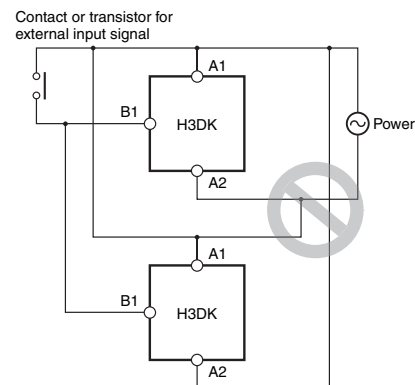 Contact or transistor for
external input signal
A1
B1
H3DK
Power
A2
A1
B1
H3DK
A2